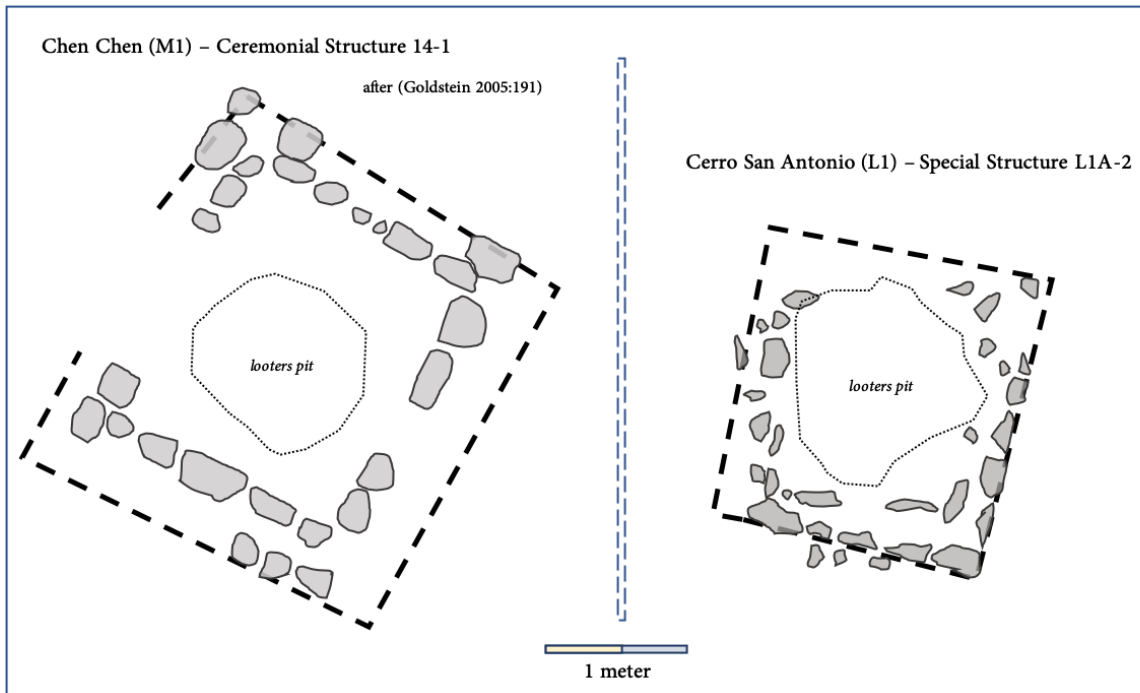 Chen Chen (M1) – Ceremonial Structure 14-1
after (Goldstein 2005:191)
looters pit
Cerro San Antonio (L1) – Special Structure L1A-2
looters pit
1 meter